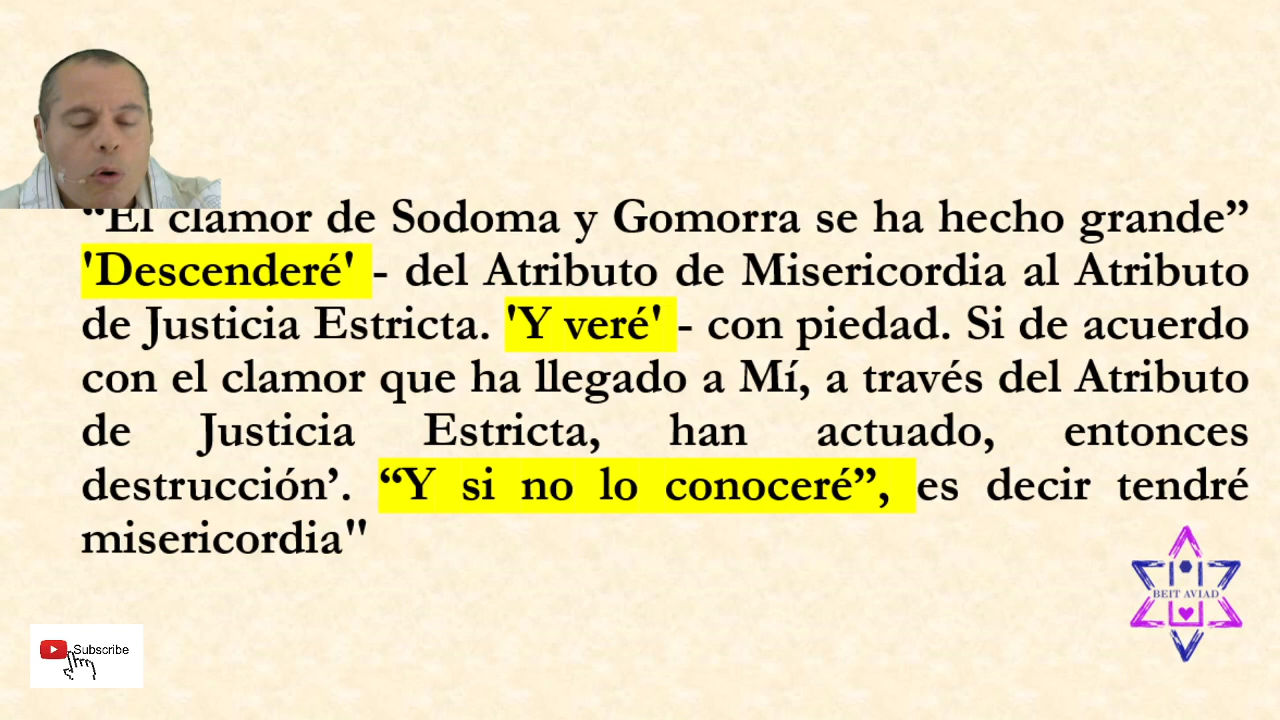 “El clamor de Sodoma y Gomorra se ha hecho grande”
'Descenderé' - del Atributo de Misericordia al Atributo
de Justicia Estricta. 'Y veré' - con piedad. Si de acuerdo
con el clamor que ha llegado a Mí, a través del Atributo
de Justicia Estricta, han actuado, entonces
destrucción’. “Y si no lo conoceré”, es decir tendré
misericordia"
BEIT AVIAD
Subscribe